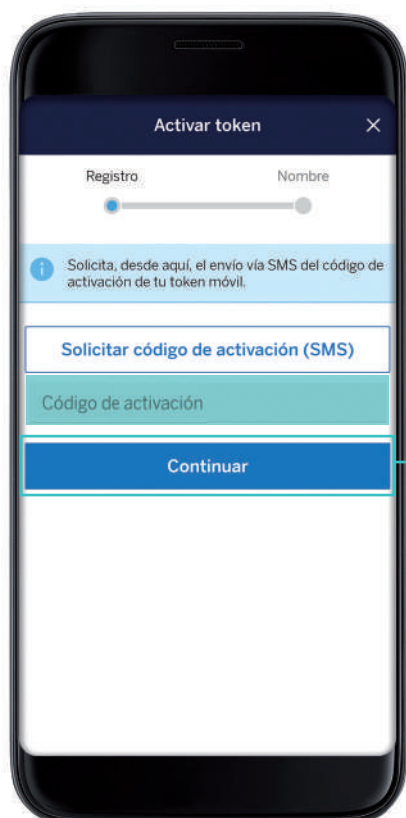 Activar token
Registro
Nombre
Solicita, desde aquí, el envío vía SMS del código de
activación de tu token móvil.
Solicitar código de activación (SMS)
Código de activación
Continuar